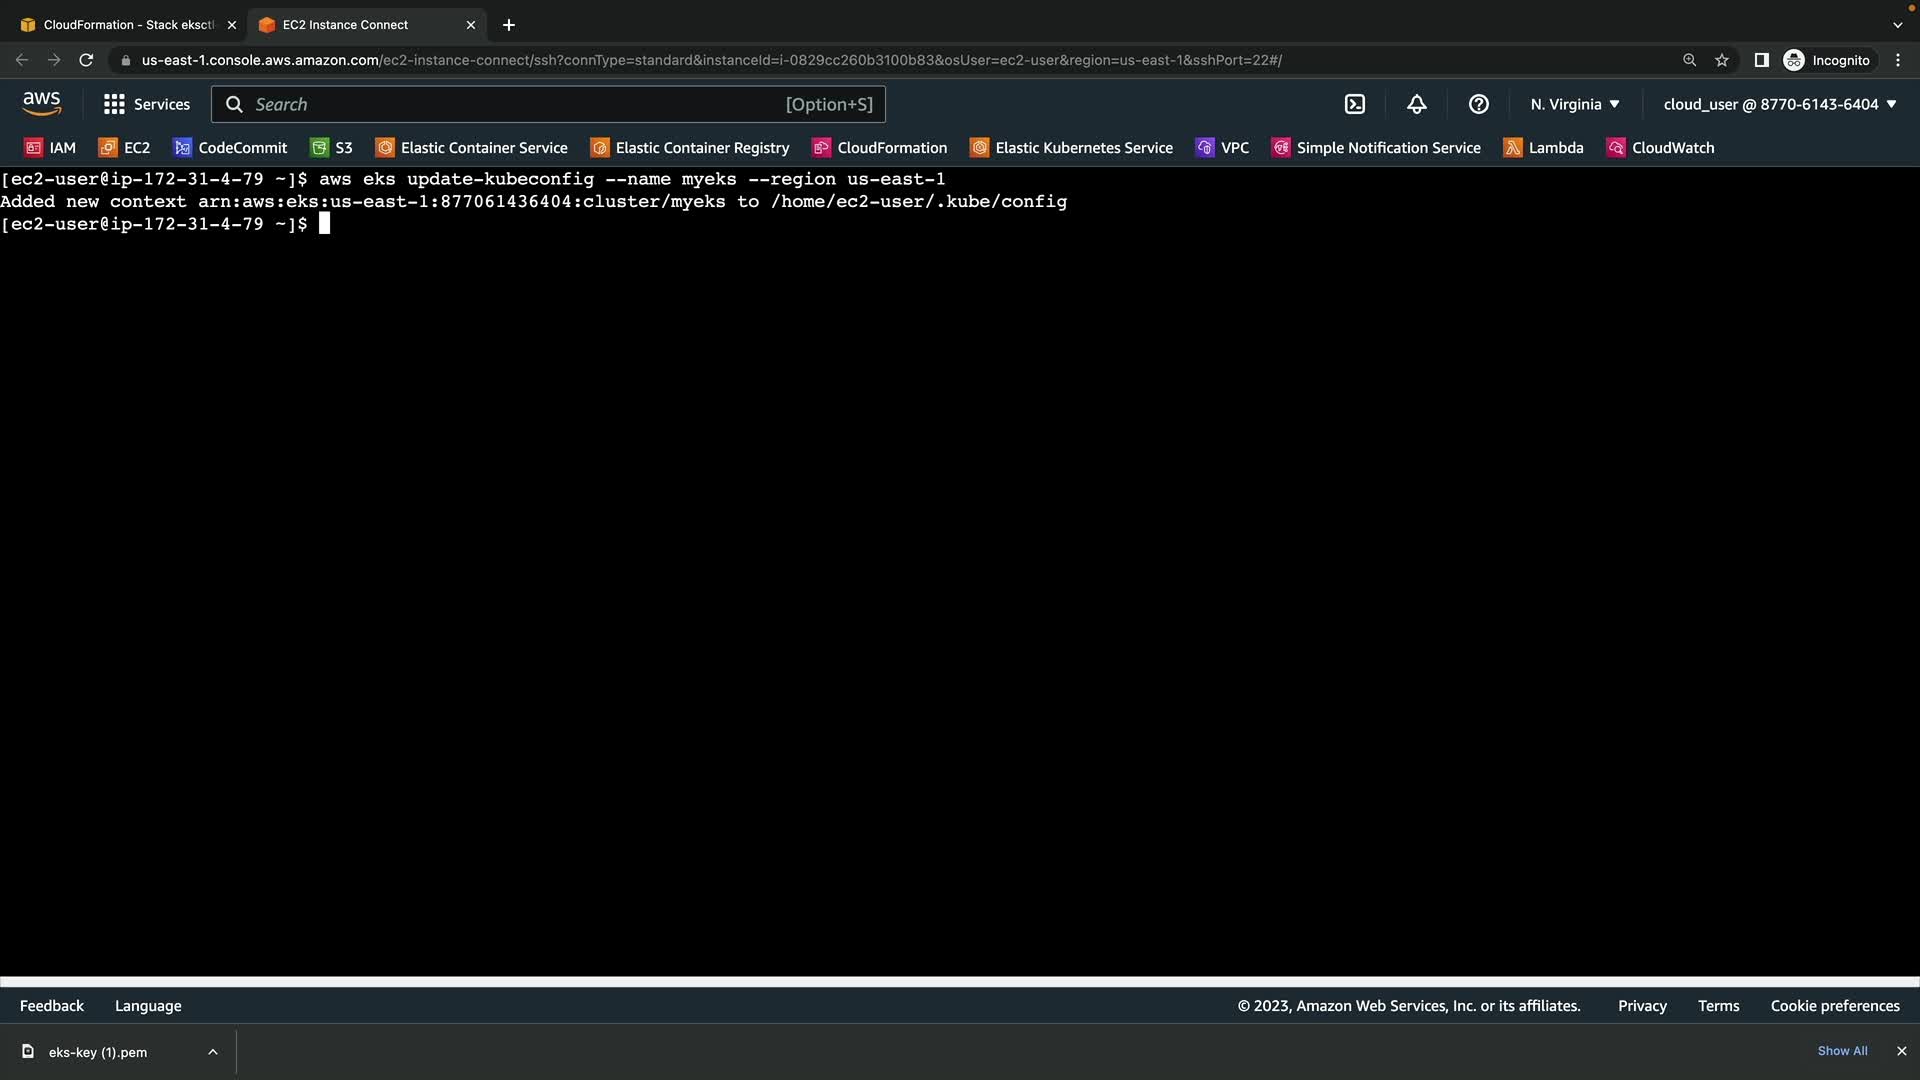 CloudFormation - Stack eksctl
EC2 Instance Connect
us-east-1.console.aws.amazon.com/ec2-instance-connect/ssh?connType=standard&instanceId=i-0829cc260b3100b83&osUser=ec2-user&region=us-east-1&sshPort=22#/
Incognito
aws
Services
Search
[Option+S]
N. Virginia
cloud_user @ 8770-6143-6404
IAM
EC2
CodeCommit
S3
Elastic Container Service
Elastic Container Registry
CloudFormation
Elastic Kubernetes Service
VPC
Simple Notification Service
Lambda
CloudWatch
[ec2-user@ip-172-31-4-79 ~]$ aws eks update-kubeconfig --name myeks --region us-east-1
Added new context arn:aws:eks:us-east-1:877061436404:cluster/myeks to /home/ec2-user/.kube/config
[ec2-user@ip-172-31-4-79 ~]$
Feedback
Language
© 2023, Amazon Web Services, Inc. or its affiliates.
Privacy
Terms
Cookie preferences
eks-key (1).pem
Show All